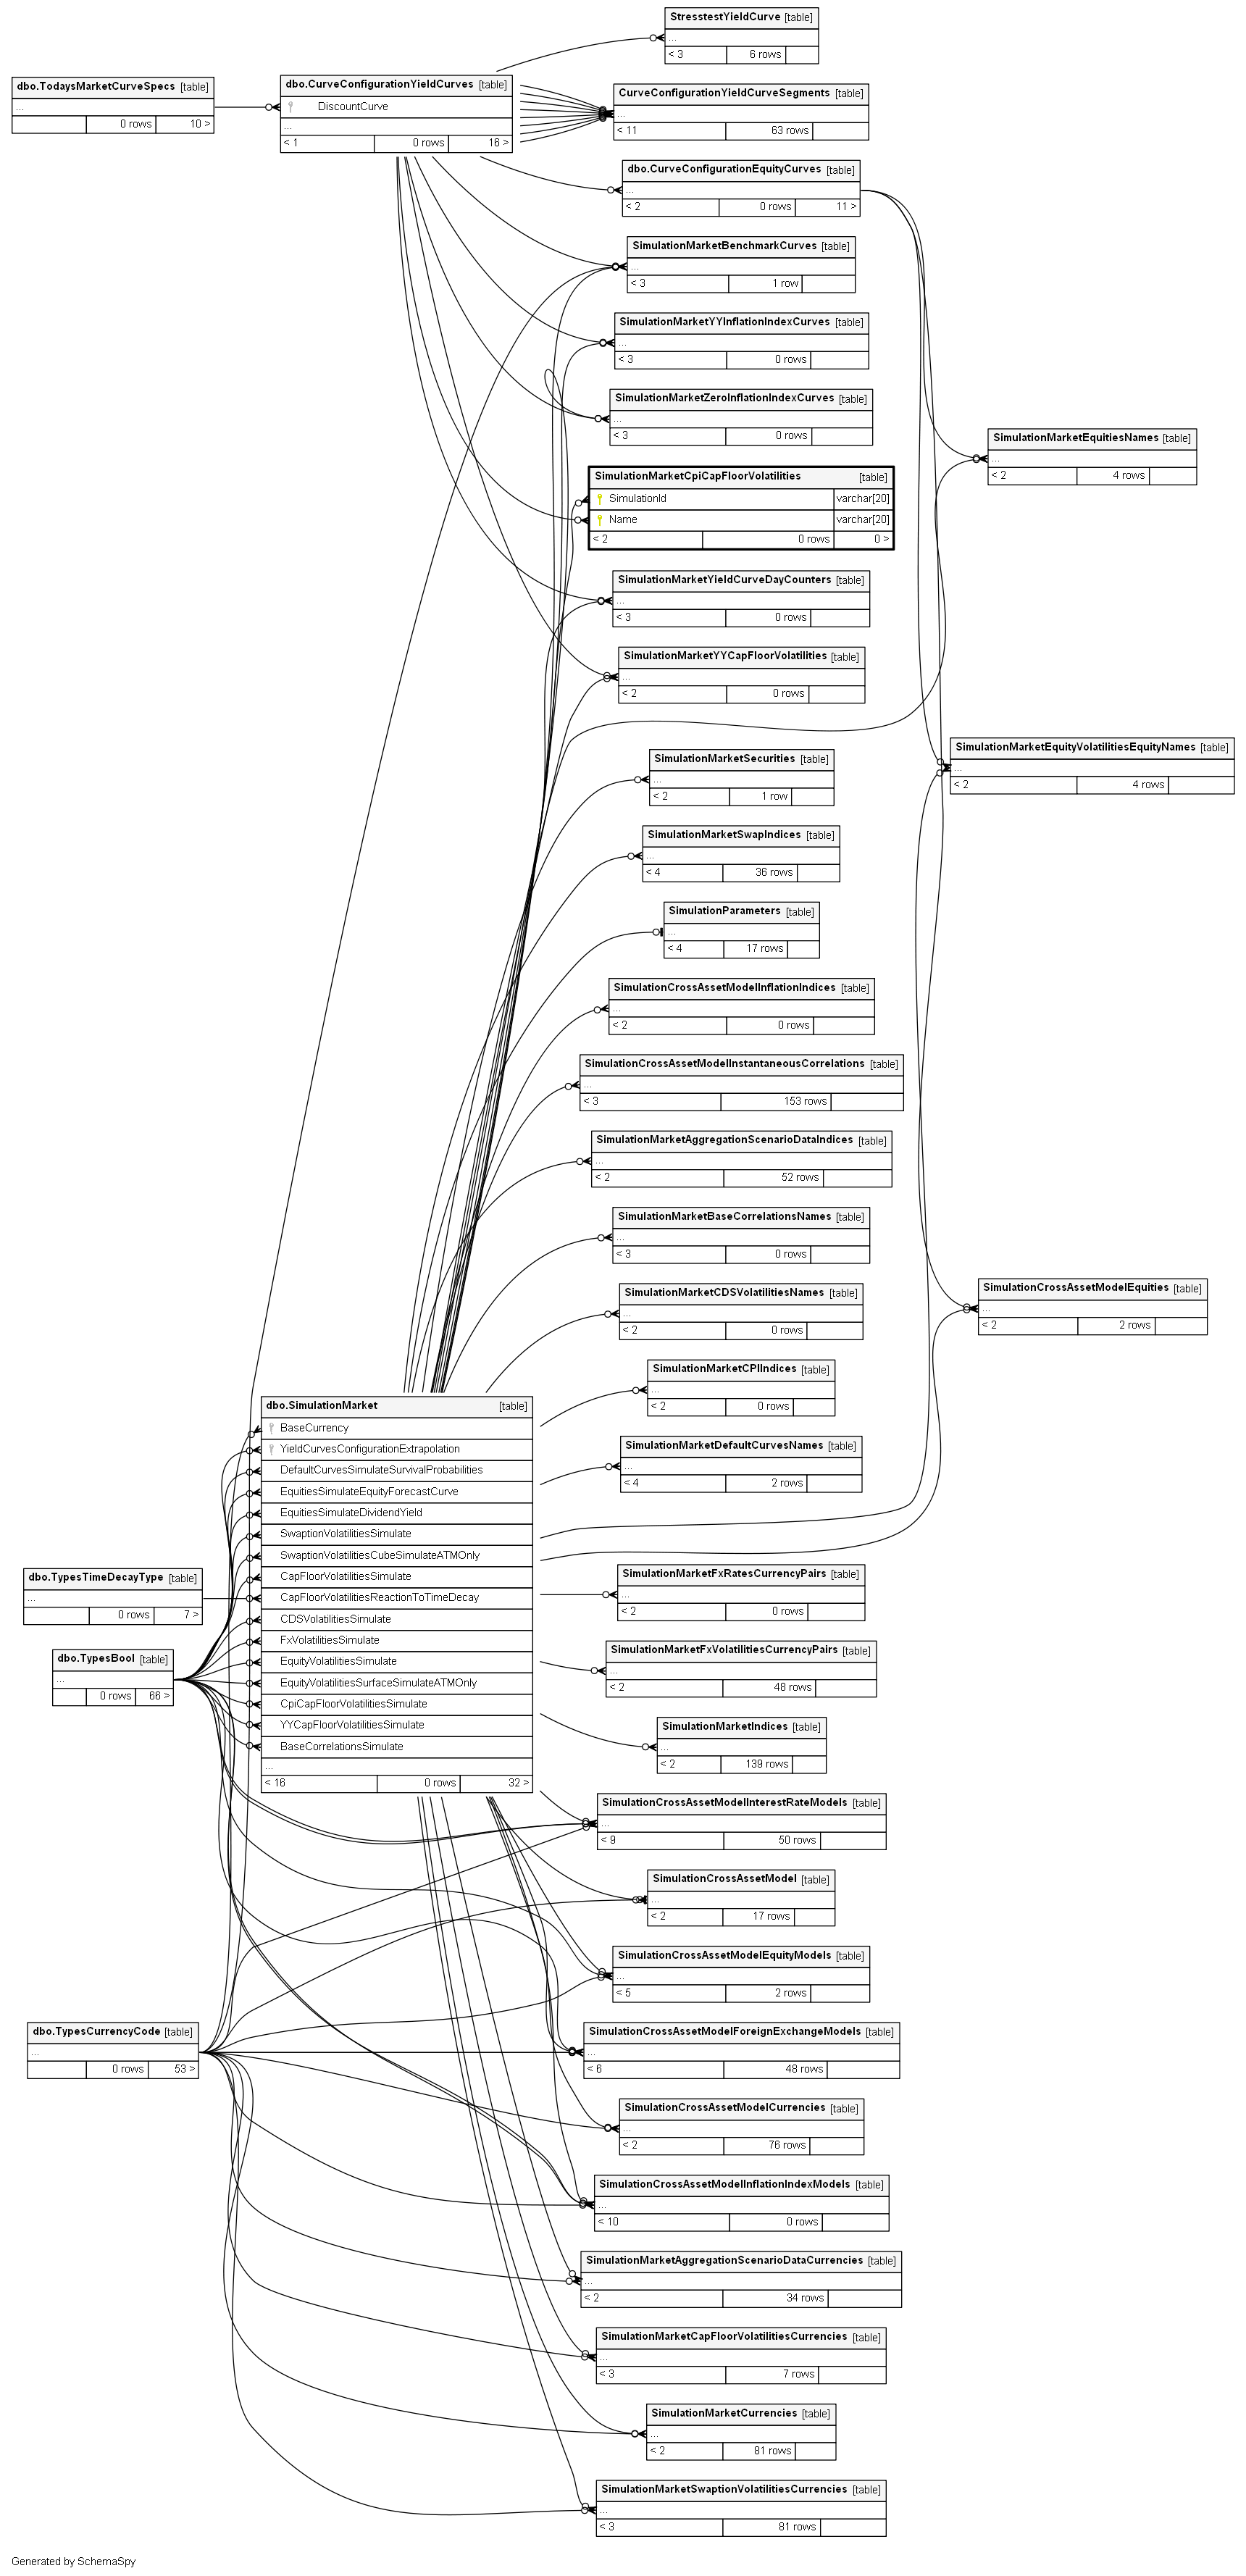 StresstestYieldCurve [table]
...
< 3 6 rows
dbo.TodaysMarketCurveSpecs [table]
...
0 rows 10 >
dbo.CurveConfigurationYieldCurves [table]
DiscountCurve
...
< 1 0 rows 16 >
CurveConfigurationYieldCurveSegments [table]
...
< 11 63 rows
dbo.CurveConfigurationEquityCurves [table]
...
< 2 0 rows 11 >
SimulationMarketBenchmarkCurves [table]
...
< 3 1 row
SimulationMarketYYInflationIndexCurves [table]
...
< 3 0 rows
SimulationMarketZeroInflationIndexCurves [table]
...
< 3 0 rows
SimulationMarketEquitiesNames [table]
...
< 2 4 rows
SimulationMarketCpiCapFloorVolatilities [table]
SimulationId varchar[20]
Name varchar[20]
< 2 0 rows 0 >
SimulationMarketYieldCurveDayCounters [table]
...
< 3 0 rows
SimulationMarketYYCapFloorVolatilities [table]
...
< 2 0 rows
SimulationMarketEquityVolatilitiesEquityNames [table]
...
< 2 4 rows
SimulationMarketSecurities [table]
...
< 2 1 row
SimulationMarketSwapIndices [table]
...
< 4 36 rows
SimulationParameters [table]
...
< 4 17 rows
SimulationCrossAssetModelInflationIndices [table]
...
< 2 0 rows
SimulationCrossAssetModelInstantaneousCorrelations [table]
...
< 3 153 rows
SimulationMarketAggregationScenarioDataIndices [table]
...
< 2 52 rows
SimulationMarketBaseCorrelationsNames [table]
...
< 3 0 rows
SimulationCrossAssetModelEquities [table]
...
< 2 2 rows
SimulationMarketCDSVolatilitiesNames [table]
...
< 2 0 rows
SimulationMarketCPIIndices [table]
...
< 2 0 rows
dbo.SimulationMarket [table]
BaseCurrency
YieldCurvesConfigurationExtrapolation
DefaultCurvesSimulateSurvivalProbabilities
EquitiesSimulateEquityForecastCurve
EquitiesSimulateDividendYield
SwaptionVolatilitiesSimulate
SwaptionVolatilitiesCubeSimulateATMOnly
CapFloorVolatilitiesSimulate
CapFloorVolatilitiesReactionToTimeDecay
CDSVolatilitiesSimulate
FxVolatilitiesSimulate
EquityVolatilitiesSimulate
EquityVolatilitiesSurfaceSimulateATMOnly
CpiCapFloorVolatilitiesSimulate
YYCapFloorVolatilitiesSimulate
BaseCorrelationsSimulate
...
< 16 0 rows 32 >
SimulationMarketDefaultCurvesNames [table]
...
< 4 2 rows
dbo.TypesTimeDecayType [table]
...
0 rows 7 >
SimulationMarketFxRatesCurrencyPairs [table]
...
< 2 0 rows
dbo.TypesBool [table]
...
0 rows 66 >
SimulationMarketFxVolatilitiesCurrencyPairs [table]
...
< 2 48 rows
SimulationMarketIndices [table]
...
< 2 139 rows
SimulationCrossAssetModelInterestRateModels [table]
...
< 9 50 rows
SimulationCrossAssetModel [table]
...
< 2 17 rows
SimulationCrossAssetModelEquityModels [table]
...
< 5 2 rows
dbo.TypesCurrencyCode [table]
...
0 rows 53 >
SimulationCrossAssetModelForeignExchangeModels [table]
...
< 6 48 rows
SimulationCrossAssetModelCurrencies [table]
...
< 2 76 rows
SimulationCrossAssetModelInflationIndexModels [table]
...
< 10 0 rows
SimulationMarketAggregationScenarioDataCurrencies [table]
...
< 2 34 rows
SimulationMarketCapFloorVolatilitiesCurrencies [table]
...
< 3 7 rows
SimulationMarketCurrencies [table]
...
< 2 81 rows
SimulationMarketSwaptionVolatilitiesCurrencies [table]
...
< 3 81 rows
Generated by SchemaSpy